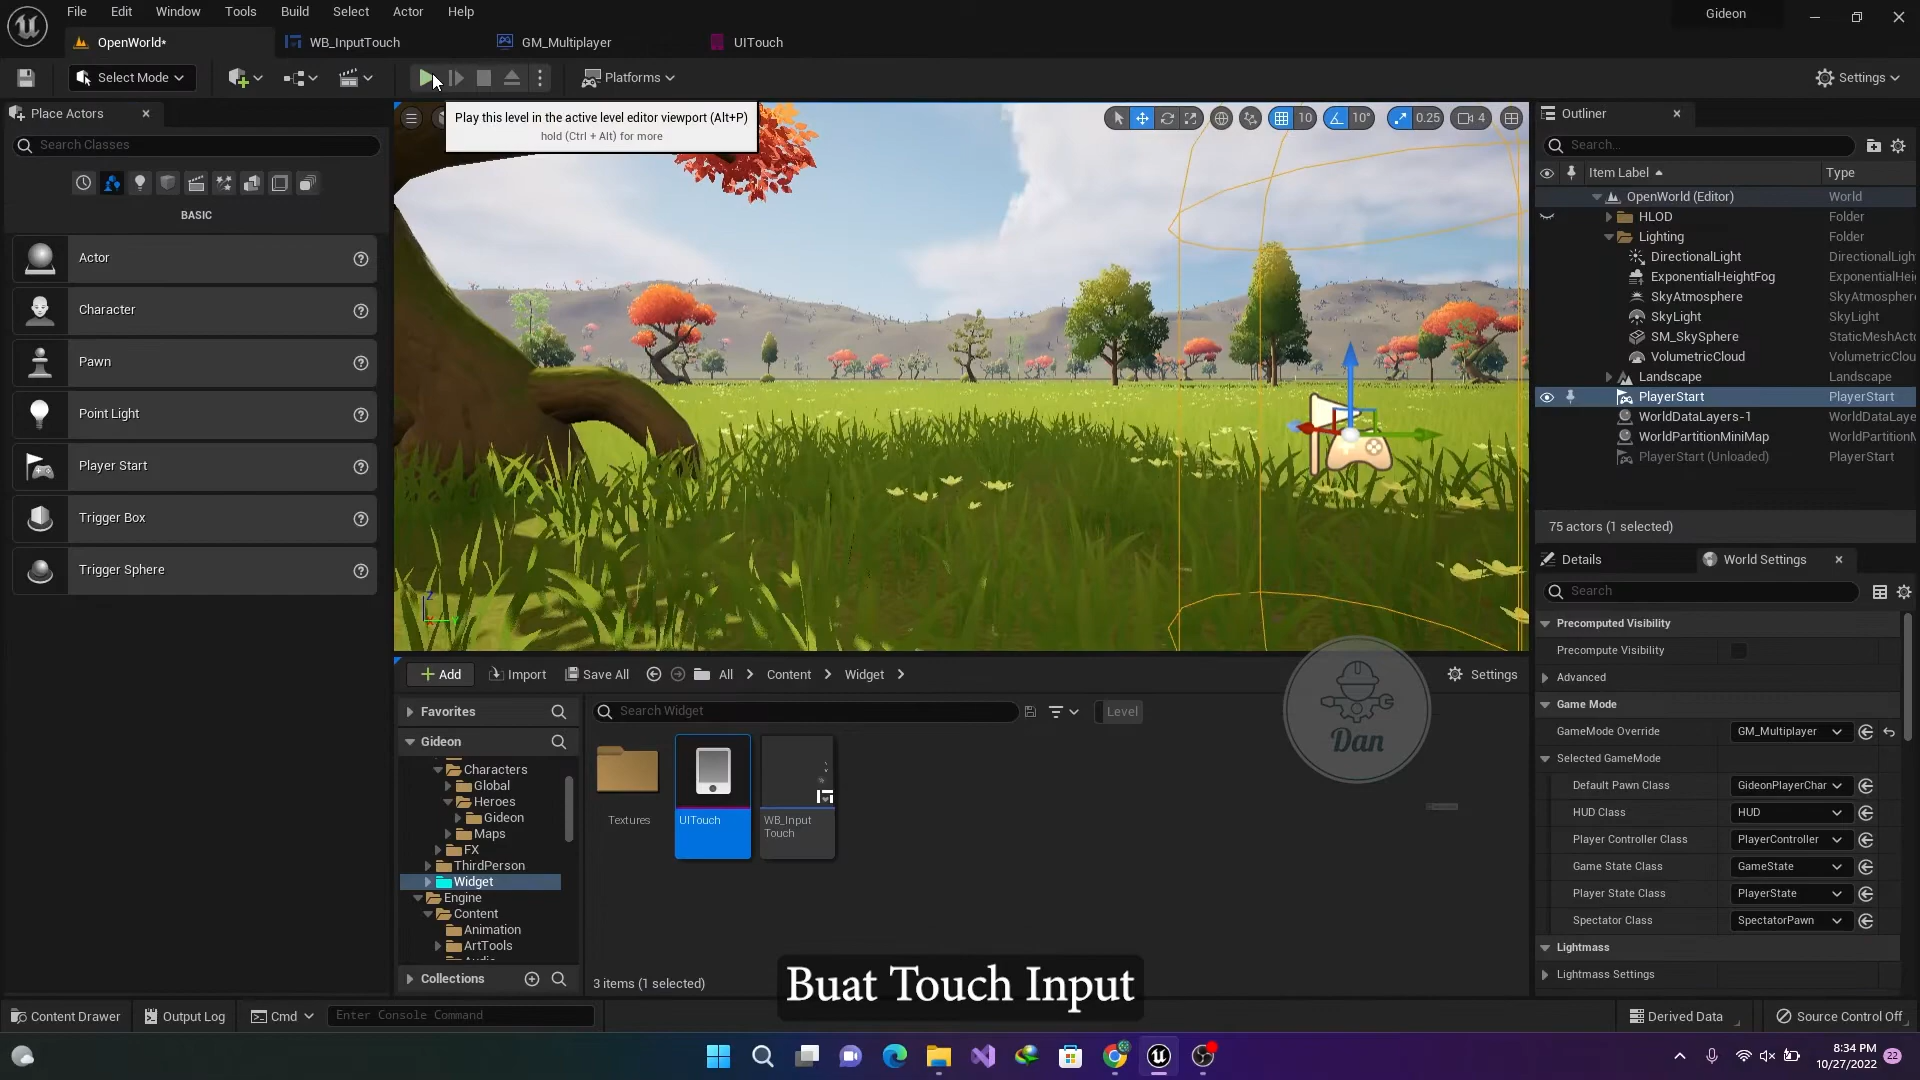 File Edit Window Tools Build Select Actor Help
Gideon
OpenWorld*
WB_InputTouch
GM_Multiplayer
UITouch
Select Mode
Platforms
Settings
Place Actors
Search Classes
BASIC
Actor
Character
Pawn
Point Light
Player Start
Trigger Box
Trigger Sphere
Play this level in the active level editor viewport (Alt+P)
hold (Ctrl + Alt) for more
10
10°
0.25
4
Outliner
Search...
Item Label
Type
OpenWorld (Editor) World
HLOD Folder
Lighting Folder
DirectionalLight DirectionalLigh
ExponentialHeightFog ExponentialHei
SkyAtmosphere SkyAtmospher
SkyLight SkyLight
SM_SkySphere StaticMeshAct
VolumetricCloud VolumetricClou
Landscape Landscape
PlayerStart PlayerStart
WorldDataLayers-1 WorldDataLaye
WorldPartitionMiniMap WorldPartition
PlayerStart (Unloaded) PlayerStart
75 actors (1 selected)
Details
World Settings
Search
Precomputed Visibility
Precompute Visibility
Advanced
Game Mode
GameMode Override GM_Multiplayer
Selected GameMode
Default Pawn Class GideonPlayerChar
HUD Class HUD
Player Controller Class PlayerController
Game State Class GameState
Player State Class PlayerState
Spectator Class SpectatorPawn
Lightmass
Lightmass Settings
Add
Import
Save All
All
Content
Widget
Settings
Favorites
Gideon
Characters
Global
Heroes
Gideon
Maps
FX
ThirdPerson
Widget
Engine
Content
Animation
ArtTools
Collections
Search Widget
Level
Textures
UITouch
WB_Input
Touch
3 items (1 selected)
Dan
Buat Touch Input
Content Drawer
Output Log
Cmd
Enter Console Command
Derived Data
Source Control Off
8:34 PM
10/27/2022
22